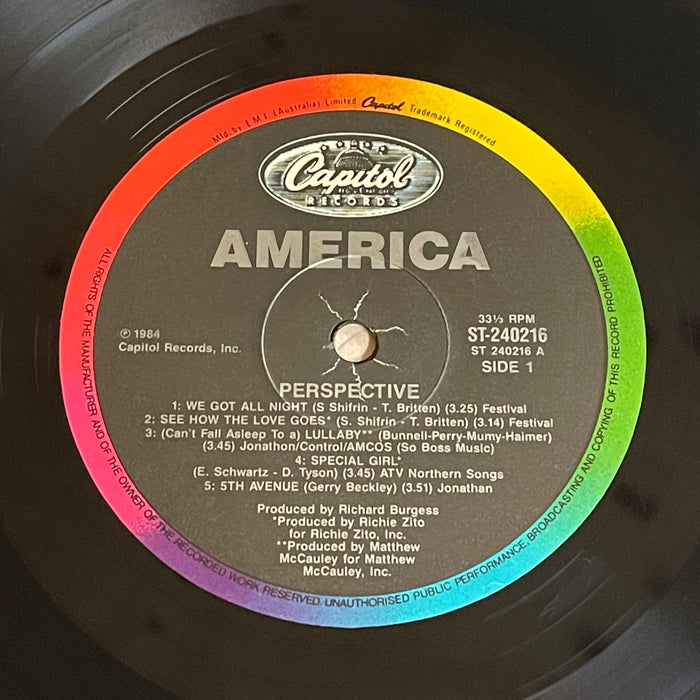 Mfd. by E.M.I. (Australia) Limited Capitol Trademark Registered
Capitol
RECORDS
AMERICA
℗ 1984
Capitol Records, Inc.
33⅓ RPM
ST-240216
ST 240216 A
SIDE 1
PERSPECTIVE
1: WE GOT ALL NIGHT (S Shifrin - T. Britten) (3.25) Festival
2: SEE HOW THE LOVE GOES* (S. Shifrin - T. Britten) (3.14) Festival
3: (Can't Fall Asleep To a) LULLABY** (Bunnell-Perry-Mumy-Haimer)
(3.45) Jonathon/Control/AMCOS (So Boss Music)
4: SPECIAL GIRL*
(E. Schwartz - D. Tyson) (3.45) ATV Northern Songs
5: 5TH AVENUE (Gerry Beckley) (3.51) Jonathan
Produced by Richard Burgess
*Produced by Richie Zito
for Richie Zito, Inc.
**Produced by Matthew
McCauley for Matthew
McCauley, Inc.
ALL RIGHTS OF THE MANUFACTURER AND OF THE OWNER OF THE RECORDED WORK RESERVED. UNAUTHORISED PUBLIC PERFORMANCE, BROADCASTING AND COPYING OF THIS RECORD PROHIBITED